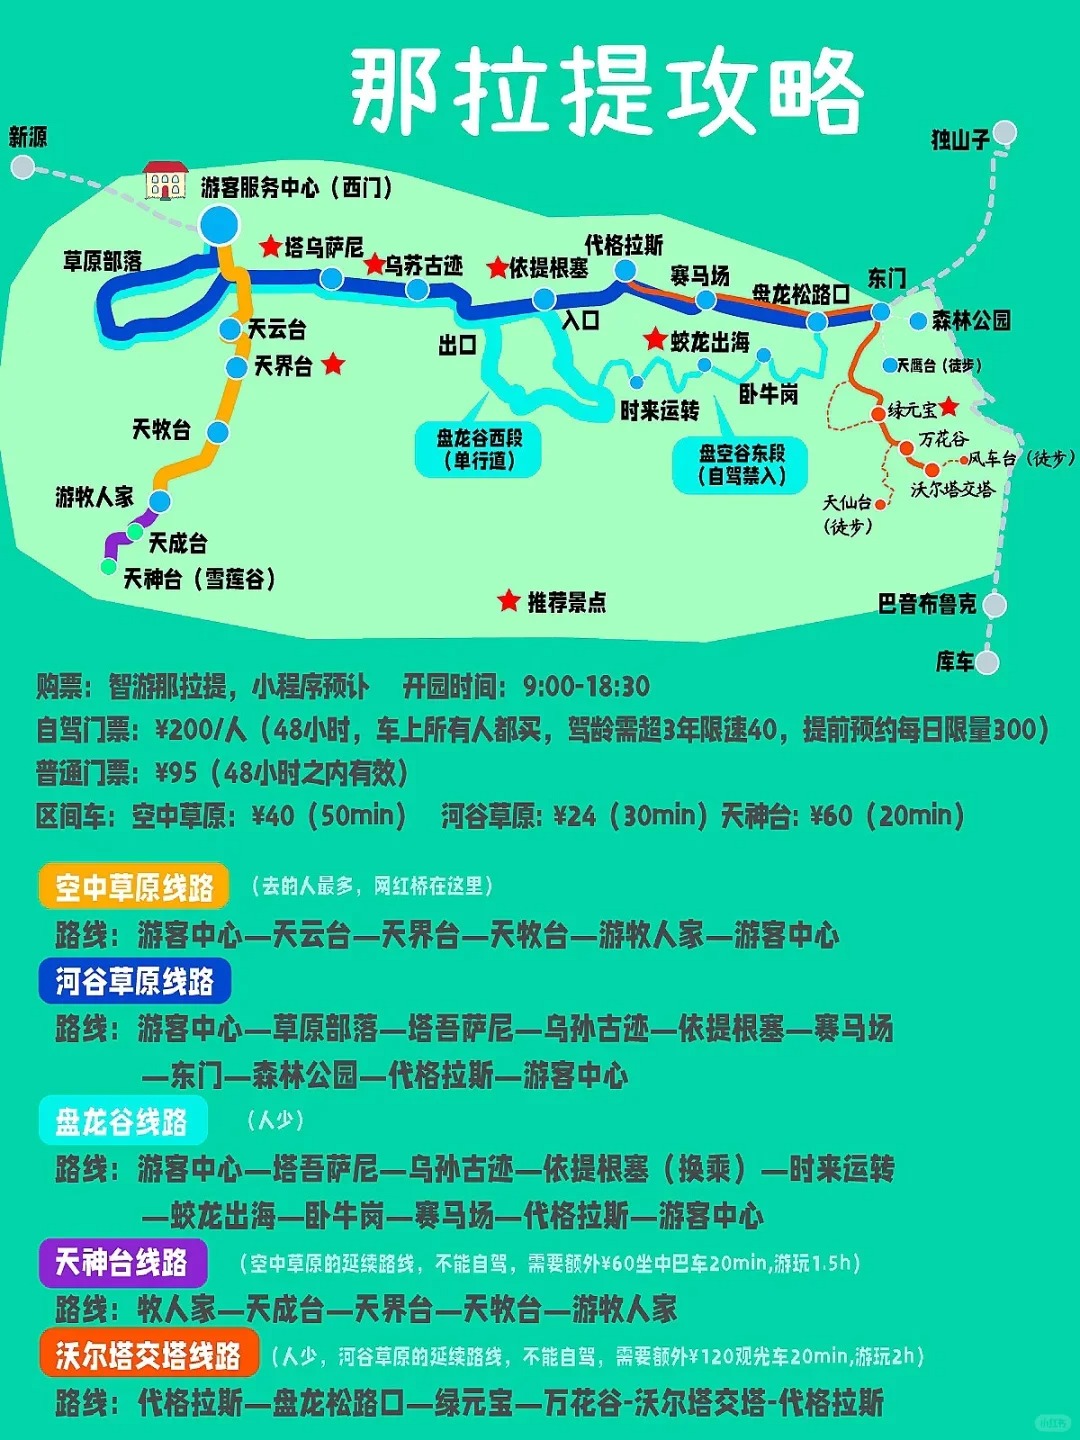 那拉提攻略
新源
独山子
游客服务中心（西门）
草原部落
塔乌萨尼
乌苏古迹
依提根塞
代格拉斯
赛马场
盘龙松路口
东门
森林公园
天鹰台（徒步）
天云台
天界台
出口
入口
蛟龙出海
时来运转
卧牛岗
绿元宝
万花谷
风车台（徒步）
沃尔塔交塔
天仙台
（徒步）
天牧台
盘龙谷西段
（单行道）
盘空谷东段
（自驾禁入）
游牧人家
天成台
天神台（雪莲谷）
推荐景点
巴音布鲁克
库车
购票：智游那拉提，小程序预讣 开园时间：9:00-18:30
自驾门票：¥200/人（48小时，车上所有人都买，驾龄需超3年限速40，提前预约每日限量300）
普通门票：¥95（48小时之内有效）
区间车：空中草原：¥40（50min） 河谷草原：¥24（30min）天神台：¥60（20min）
空中草原线路 （去的人最多，网红桥在这里）
路线：游客中心—天云台—天界台—天牧台—游牧人家—游客中心
河谷草原线路
路线：游客中心—草原部落—塔吾萨尼—乌孙古迹—依提根塞—赛马场
—东门—森林公园—代格拉斯—游客中心
盘龙谷线路 （人少）
路线：游客中心—塔吾萨尼—乌孙古迹—依提根塞（换乘）—时来运转
—蛟龙出海—卧牛岗—赛马场—代格拉斯—游客中心
天神台线路 （空中草原的延续路线，不能自驾，需要额外¥60坐中巴车20min,游玩1.5h）
路线：牧人家—天成台—天界台—天牧台—游牧人家
沃尔塔交塔线路 （人少，河谷草原的延续路线，不能自驾，需要额外¥120观光车20min,游玩2h）
路线：代格拉斯—盘龙松路口—绿元宝—万花谷-沃尔塔交塔-代格拉斯
小红书